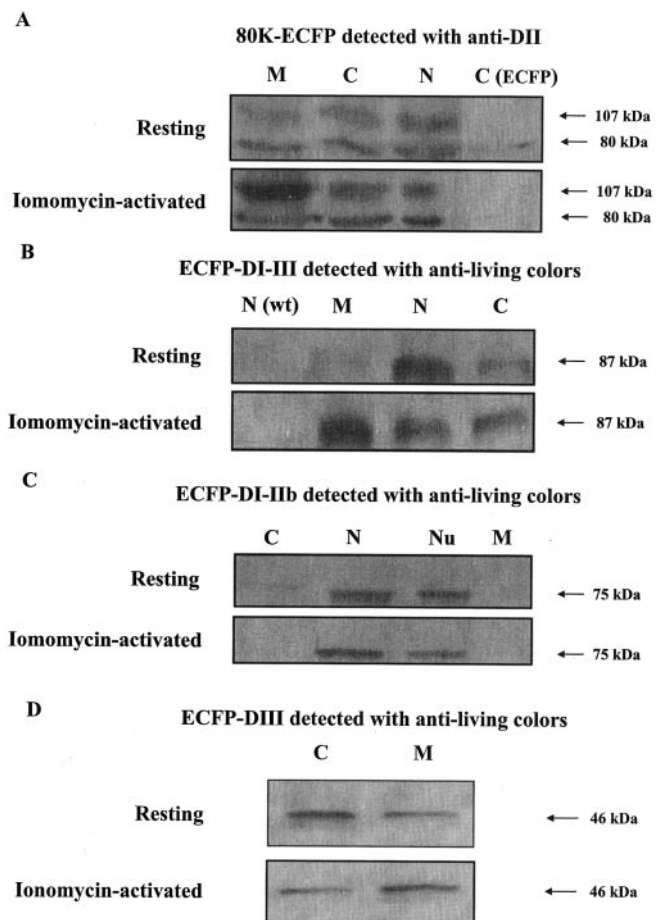 A
80K-ECFP detected with anti-DII
M C N C (ECFP)
Resting
107 kDa
80 kDa
Iomomycin-activated
107 kDa
80 kDa
B
ECFP-DI-III detected with anti-living colors
N (wt) M N C
Resting
87 kDa
Iomomycin-activated
87 kDa
C
ECFP-DI-IIb detected with anti-living colors
C N Nu M
Resting
75 kDa
Iomomycin-activated
75 kDa
D
ECFP-DIII detected with anti-living colors
C M
Resting
46 kDa
Ionomycin-activated
46 kDa